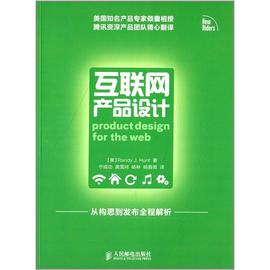 美国知名产品专家倾囊相授
腾讯资深产品团队精心翻译
New
Riders
互联网
产品设计
product design
for the web
【美】Randy J. Hunt 著
译
从构思到发布全程解析
人民邮电出版社